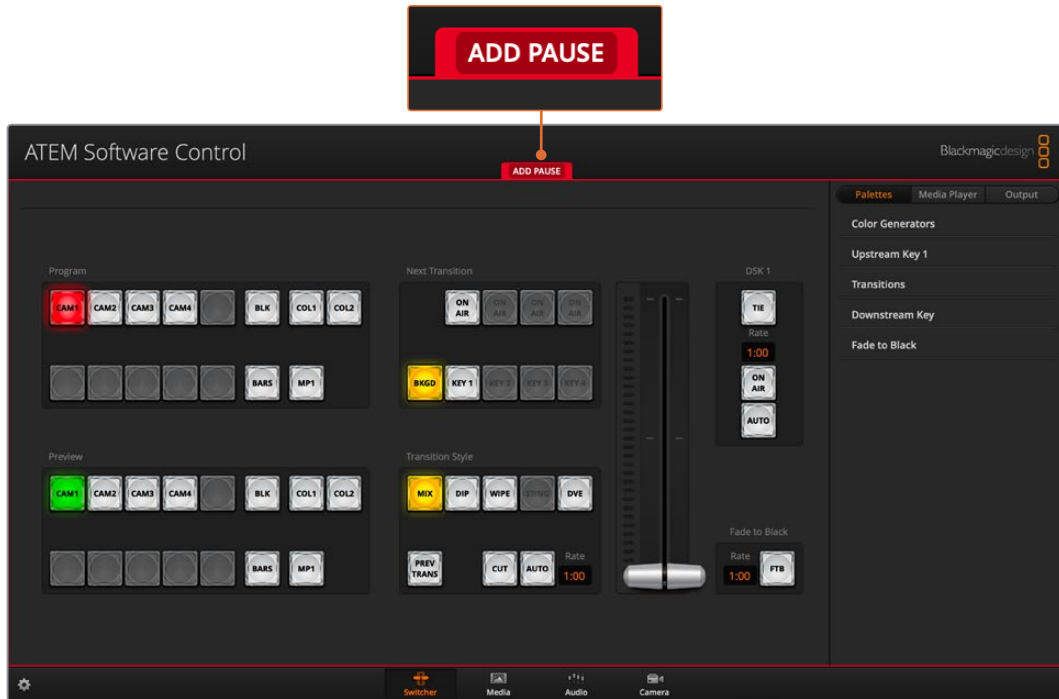 ADD PAUSE
ATEM Software Control
Blackmagicdesign
ADD PAUSE
Palettes Media Player Output
Color Generators
Upstream Key 1
Transitions
Downstream Key
Fade to Black
Program
CAM1 CAM2 CAM3 CAM4 BLK COL1 COL2
BARS MP1
Next Transition
ON AIR ON AIR ON AIR ON AIR
BKGD KEY 1 KEY 2 KEY 3 KEY 4
DSK 1
TIE
Rate
1:00
ON AIR
AUTO
Preview
CAM1 CAM2 CAM3 CAM4 BLK COL1 COL2
BARS MP1
Transition Style
MIX DIP WIPE STING DVE
PREV TRANS CUT AUTO Rate 1:00
Fade to Black
Rate
1:00 FTB
Switcher Media Audio Camera